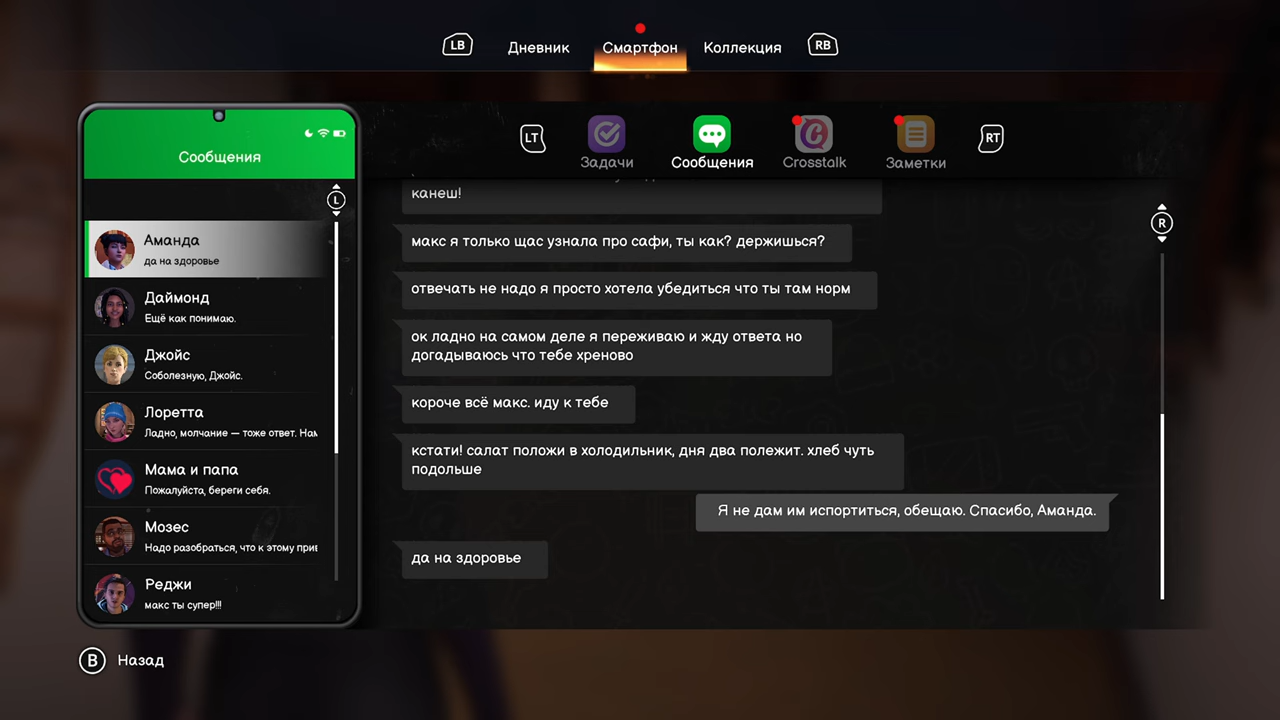 LB
Дневник
Смартфон
Коллекция
RB
Сообщения
L
Аманда
да на здоровье
Даймонд
Ещё как понимаю.
Джойс
Соболезную, Джойс.
Лоретта
Ладно, молчание — тоже ответ. Нам
Мама и папа
Пожалуйста, береги себя.
Мозес
Надо разобраться, что к этому прив
Реджи
макс ты супер!!!
LT
Задачи
Сообщения
Crosstalk
Заметки
RT
канеш!
макс я только щас узнала про сафи, ты как? держишься?
отвечать не надо я просто хотела убедиться что ты там норм
ок ладно на самом деле я переживаю и жду ответа но
догадываюсь что тебе хреново
короче всё макс. иду к тебе
кстати! салат положи в холодильник, дня два полежит. хлеб чуть
подольше
Я не дам им испортиться, обещаю. Спасибо, Аманда.
да на здоровье
R
B
Назад